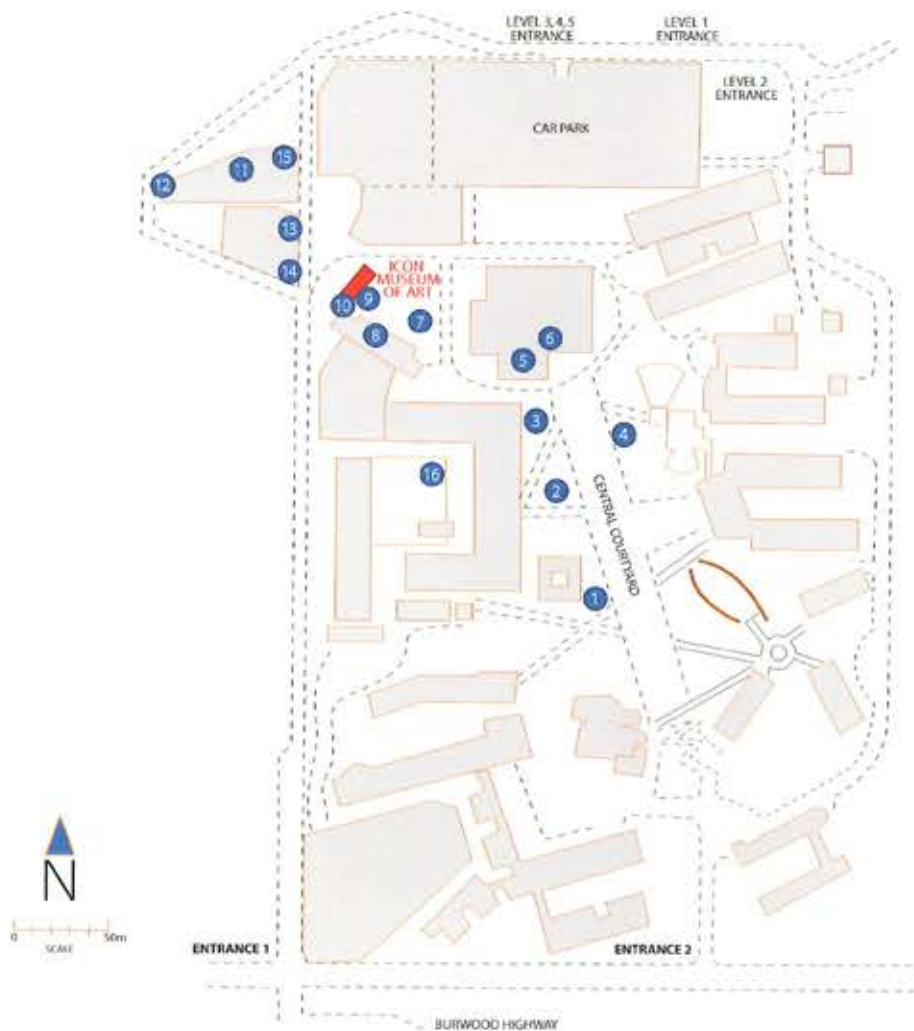 LEVEL 3, 4, 5
ENTRANCE
LEVEL 1
ENTRANCE
LEVEL 2
ENTRANCE
CAR PARK
15
11
12
13
14
ICON
MUSEUM
OF ART
10
9
7
8
6
5
3
4
16
2
CENTRAL COURTYARD
1
N
0
50m
SCALE
ENTRANCE 1
ENTRANCE 2
BURWOOD HIGHWAY